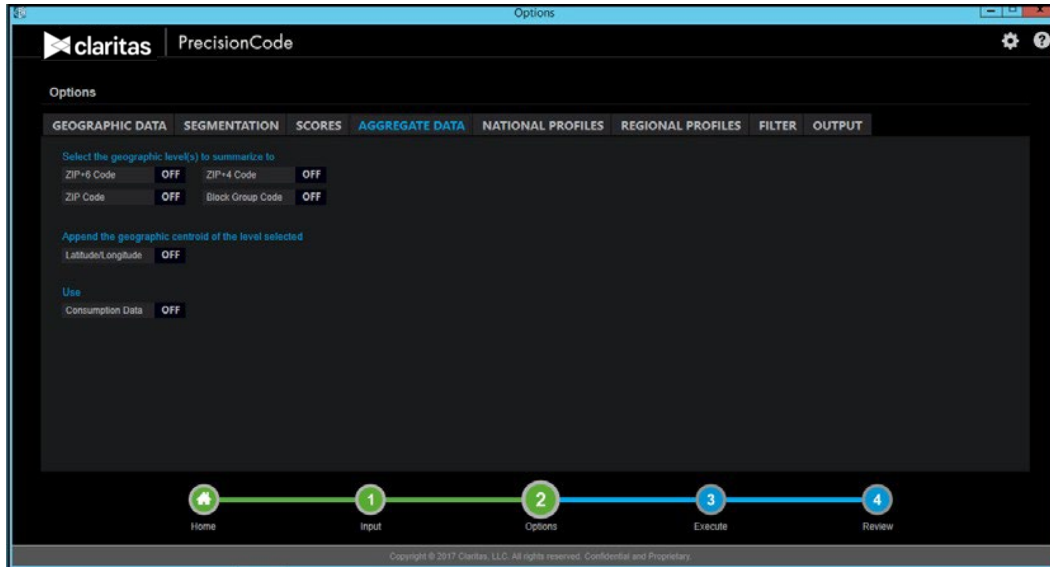 Options
claritas PrecisionCode
Options
GEOGRAPHIC DATA SEGMENTATION SCORES AGGREGATE DATA NATIONAL PROFILES REGIONAL PROFILES FILTER OUTPUT
Select the geographic level(s) to summarize to
ZIP+6 Code OFF ZIP+4 Code OFF
ZIP Code OFF Block Group Code OFF
Append the geographic centroid of the level selected
Latitude/Longitude OFF
Use
Consumption Data OFF
1 2 3 4
Home Input Options Execute Review
Copyright © 2017 Claritas, LLC. All rights reserved. Confidential and Proprietary.